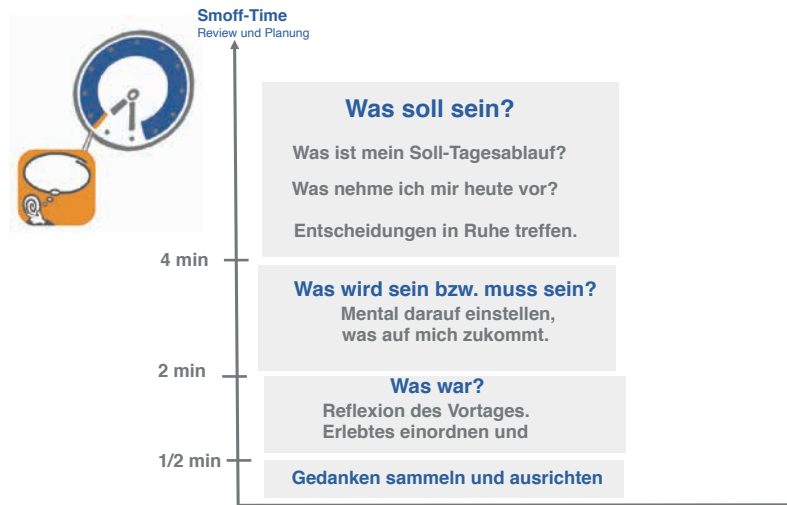 Smoff-Time
Review und Planung
Was soll sein?
Was ist mein Soll-Tagesablauf?
Was nehme ich mir heute vor?
Entscheidungen in Ruhe treffen.
4 min
Was wird sein bzw. muss sein?
Mental darauf einstellen,
was auf mich zukommt.
2 min
Was war?
Reflexion des Vortages.
Erlebtes einordnen und
1/2 min
Gedanken sammeln und ausrichten